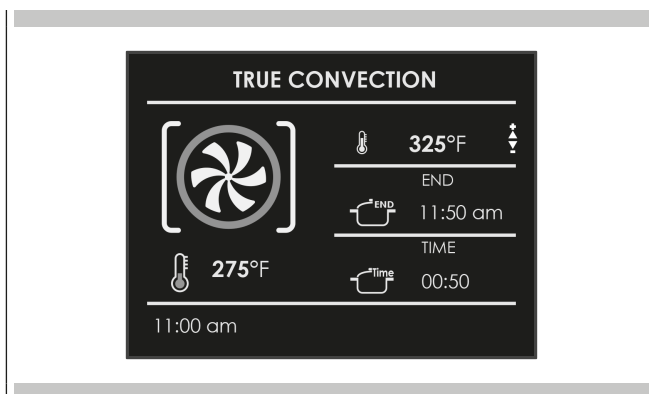 TRUE CONVECTION
325°F
END
END 11:50 am
TIME
275°F
Time 00:50
11:00 am